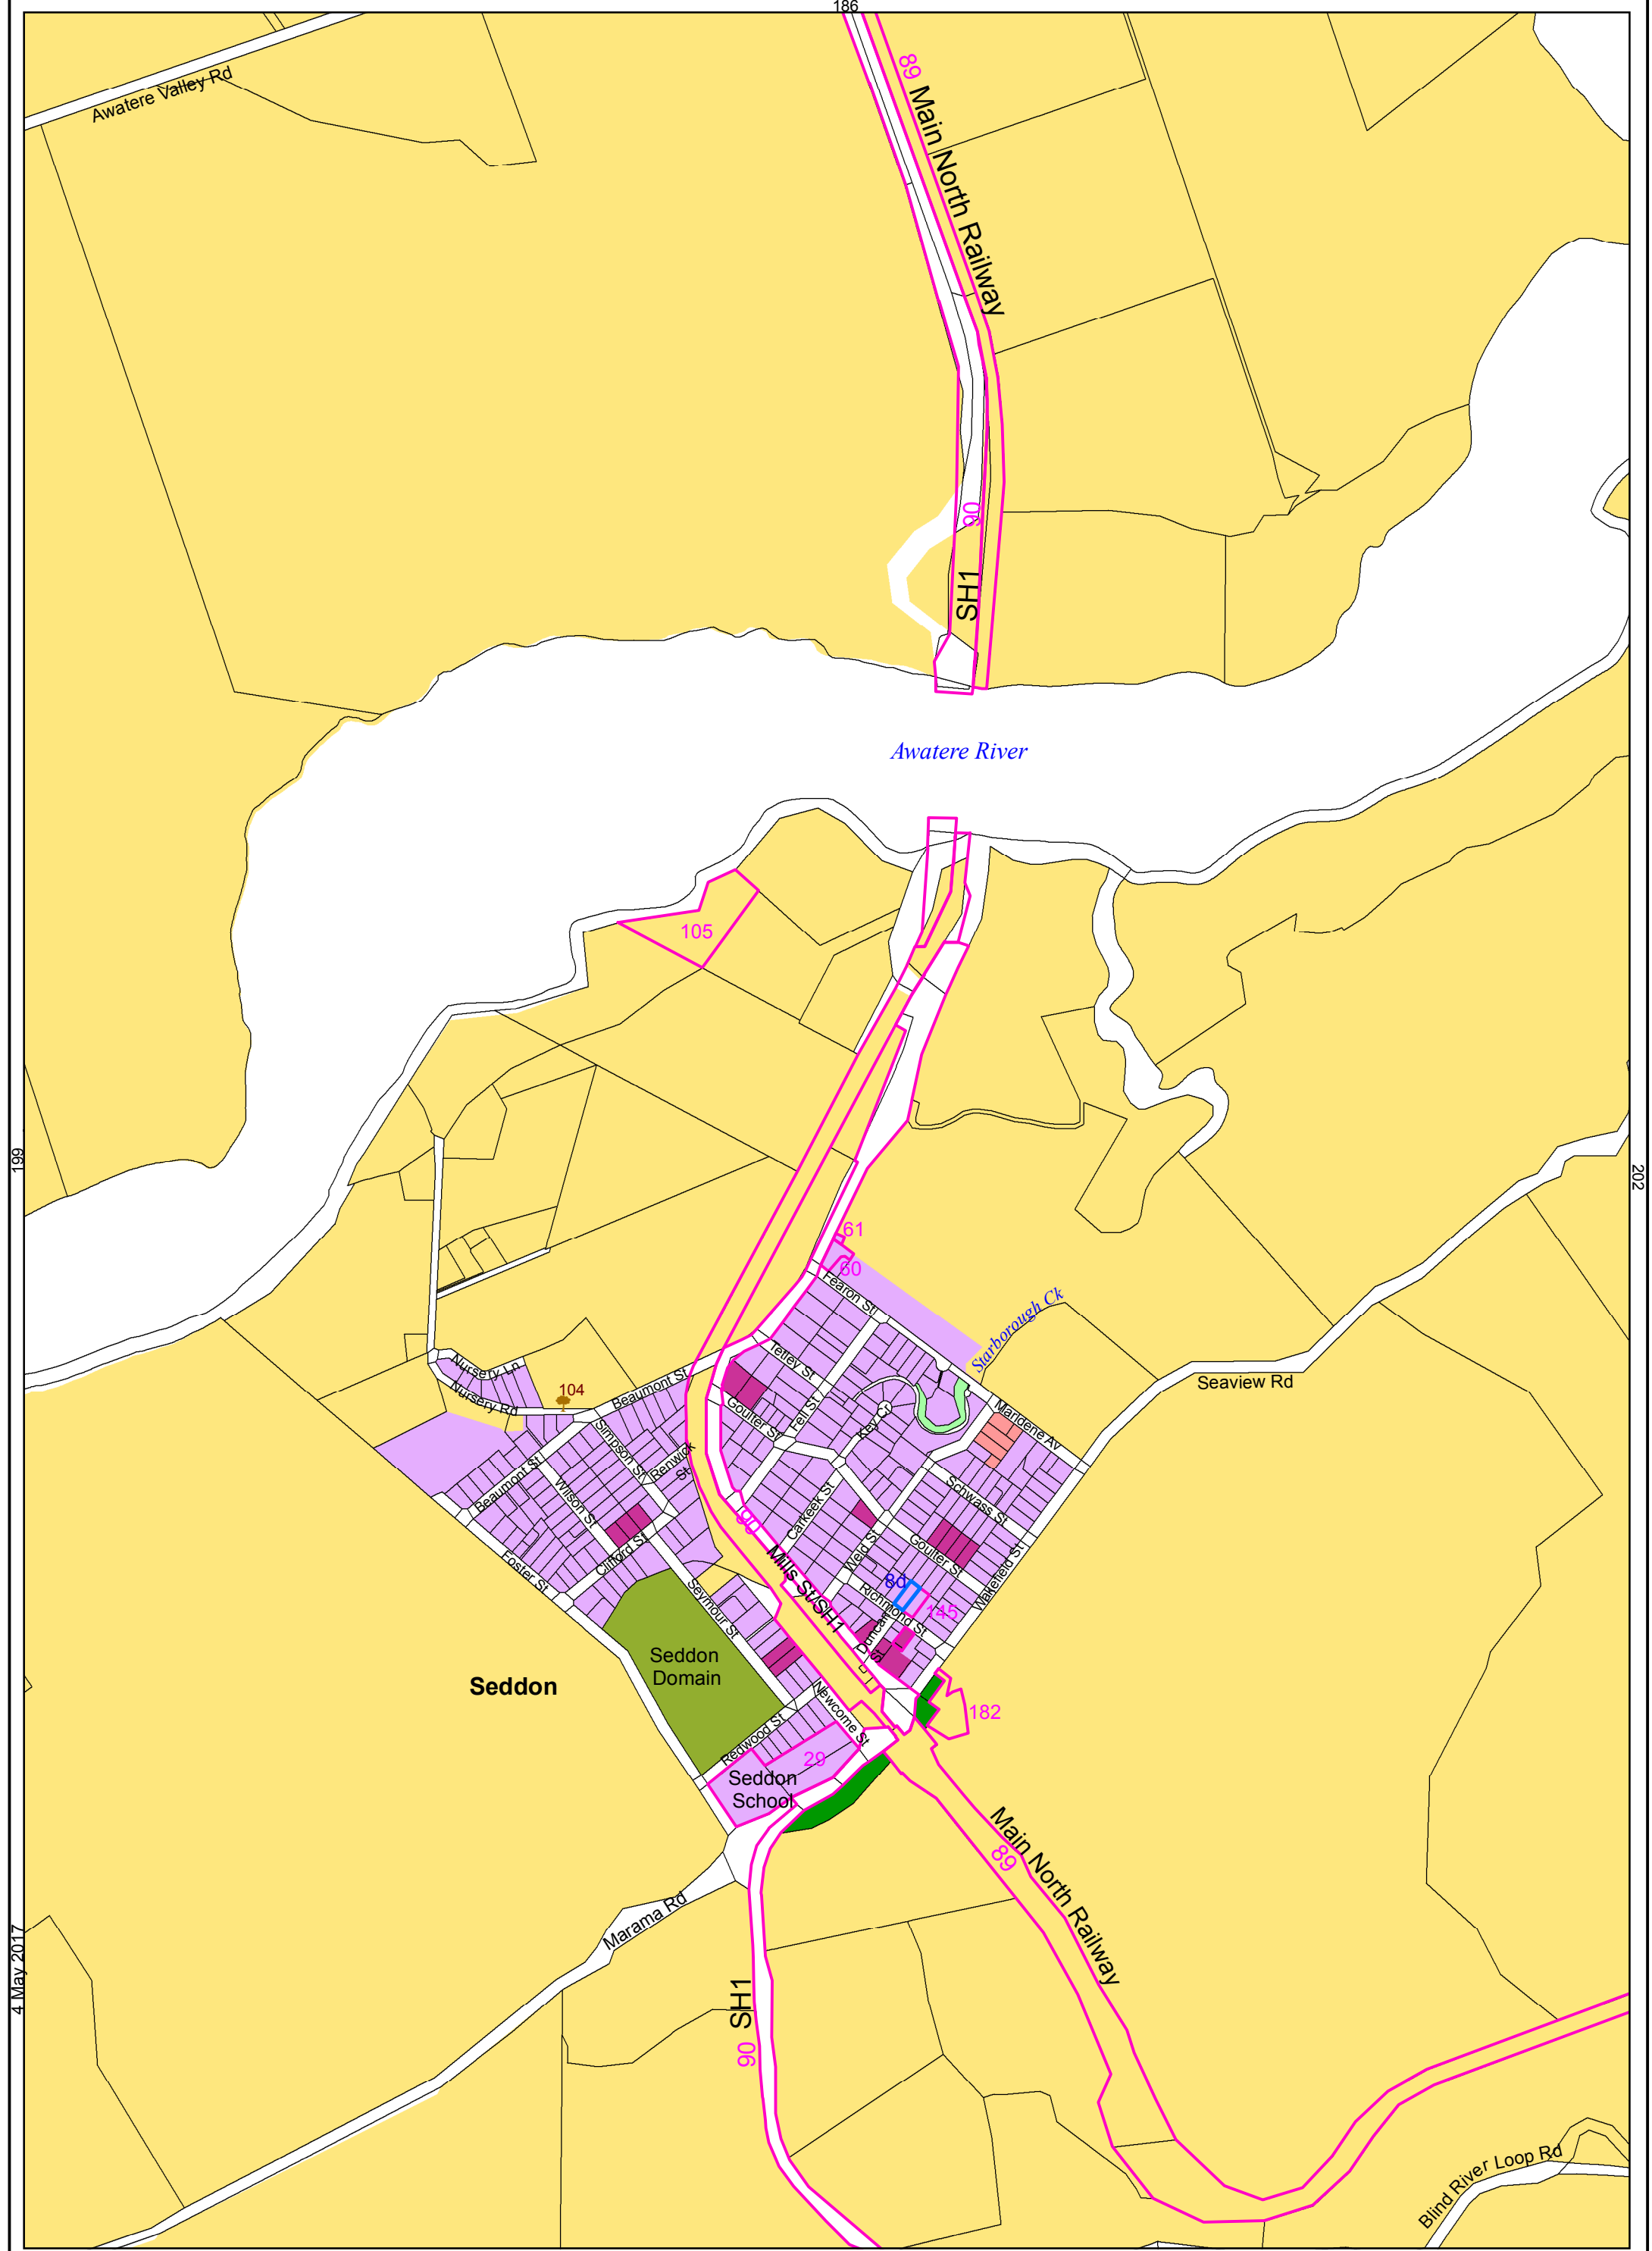 186
Awatere Valley Rd
89
Main North Railway
90
SH1
Awatere River
105
199
202
61
60
Fearon St
Starborough Ck
Tetley St
Nursery Ln
Nursery Rd
104
Beaumont St
Seaview Rd
Goulter St
Fell St
Key Cr
Marldene Av
Simpson St
Renwick
St
Beaumont St
Wilson St
Carkeek St
Schwass St
90
Clifford St
Weld St
Goulter St
Foster St
Mills St/SH1
8d
Wakefield St
Seymour St
Richmond St
145
Duncan
St
Seddon
Domain
Seddon
Newcome St
182
Redwood St
29
Seddon
School
Main North Railway
89
Marama Rd
4 May 2017
SH1
90
Blind River Loop Rd